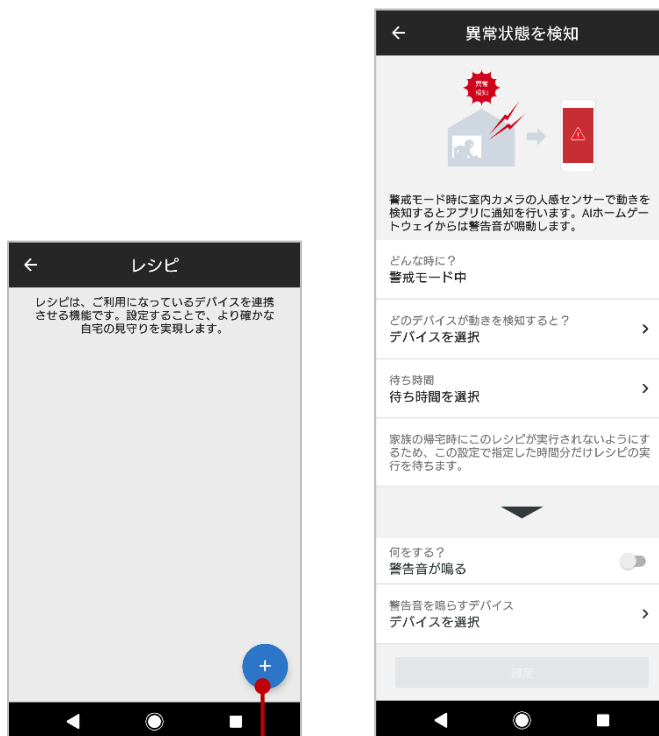 レシピ
レシピは、ご利用になっているデバイスを連携
させる機能です。設定することで、より確かな
自宅の見守りを実現します。
異常状態を検知
異常
検知
警戒モード時に室内カメラの人感センサーで動きを
検知するとアプリに通知を行います。AIホームゲー
トウェイからは警告音が鳴動します。
どんな時に？
警戒モード中
どのデバイスが動きを検知すると？
デバイスを選択
待ち時間
待ち時間を選択
家族の帰宅時にこのレシピが実行されないようにす
るため、この設定で指定した時間分だけレシピの実
行を待ちます。
何をする？
警告音が鳴る
警告音を鳴らすデバイス
デバイスを選択
確定